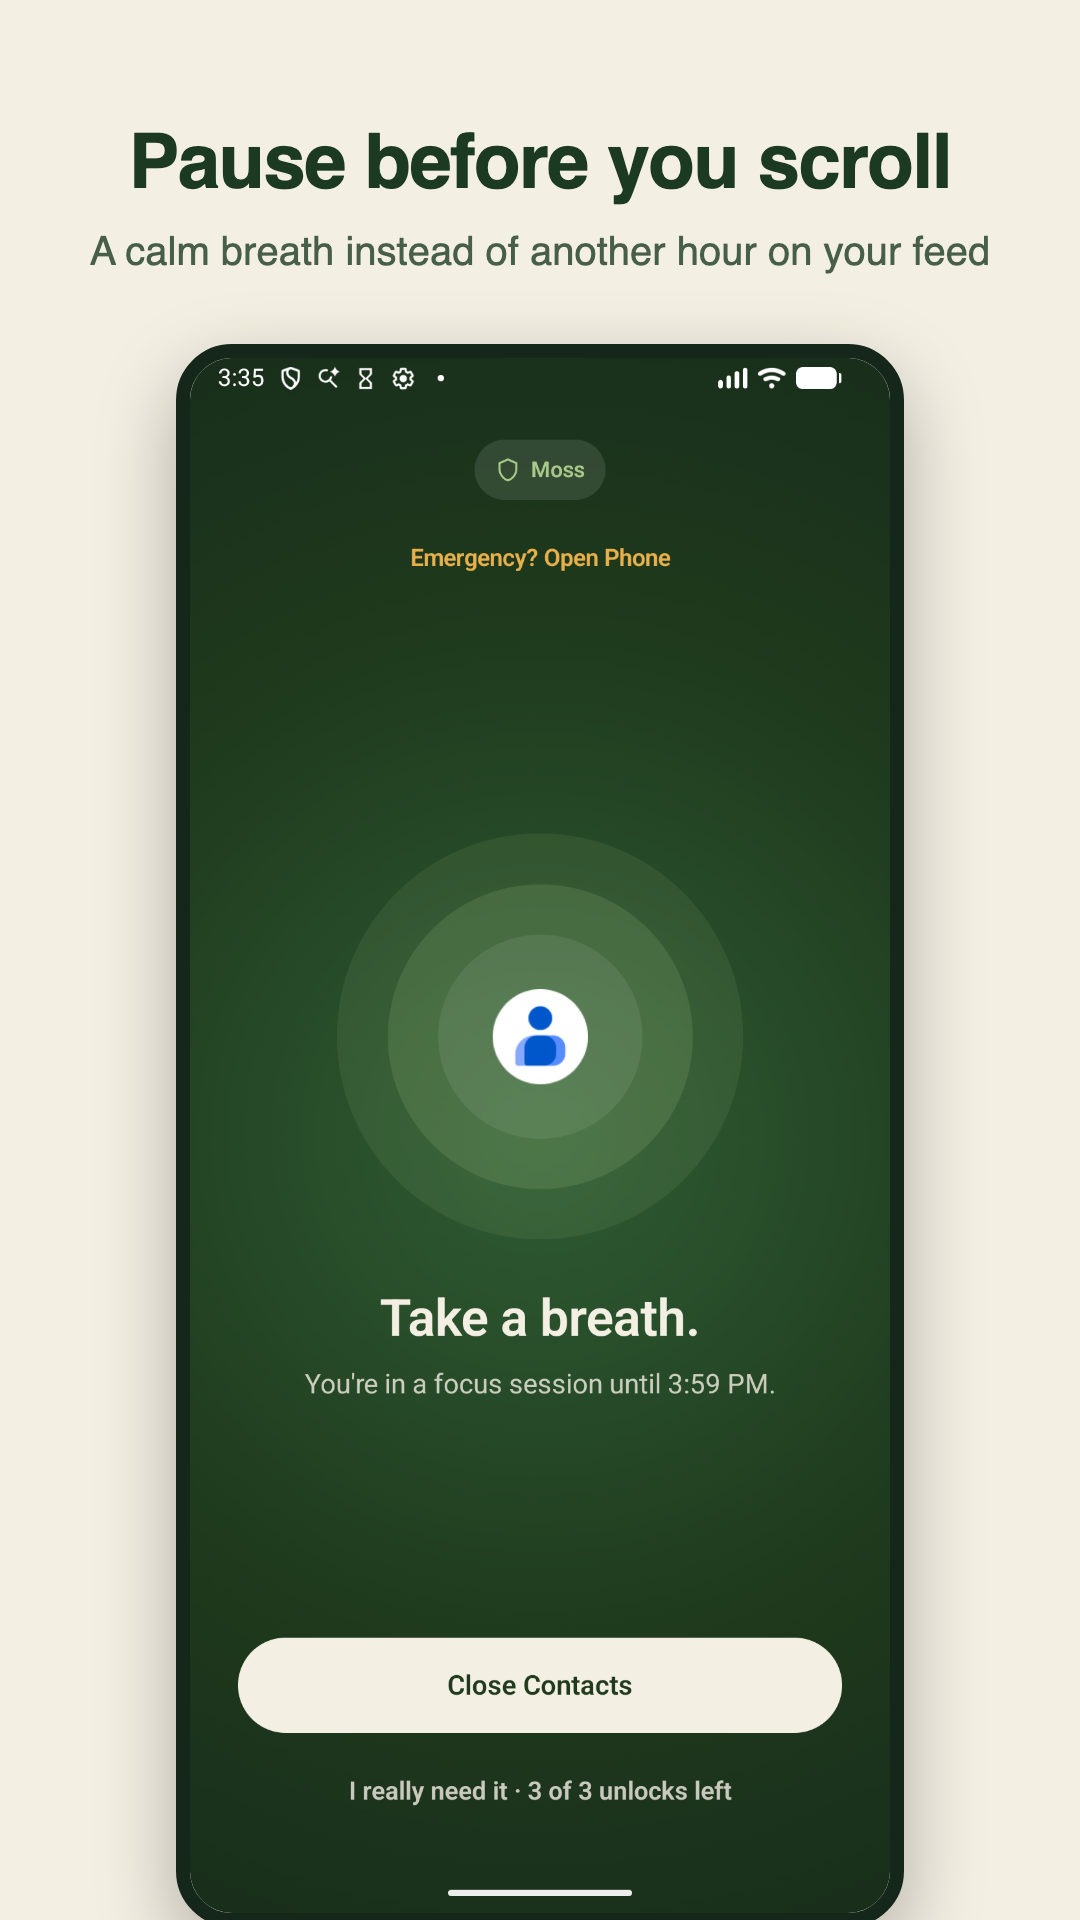 Pause before you scroll
A calm breath instead of another hour on your feed
3:35
Moss
Emergency? Open Phone
Take a breath.
You're in a focus session until 3:59 PM.
Close Contacts
I really need it · 3 of 3 unlocks left